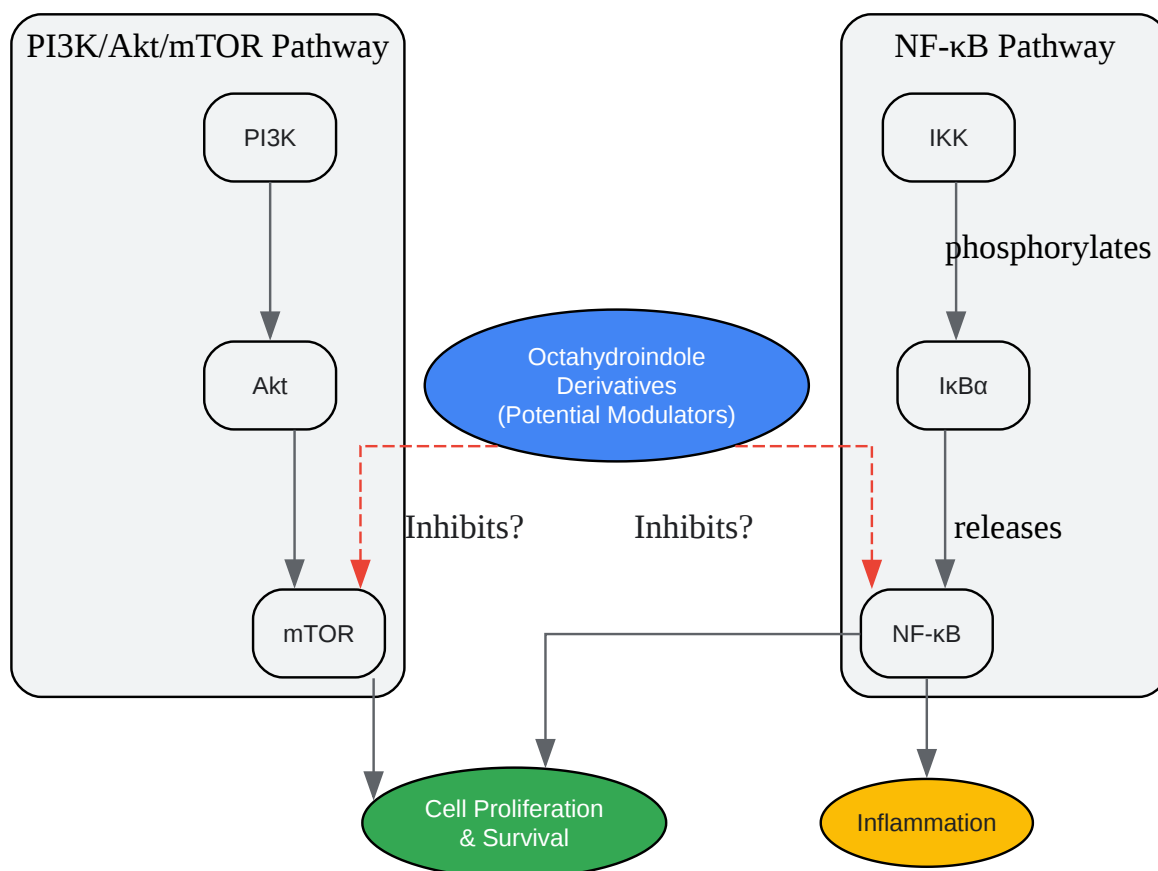 PI3K/Akt/mTOR Pathway
NF-κB Pathway
PI3K
IKK
phosphorylates
Octahydroindole
Derivatives
(Potential Modulators)
Akt
IκBα
Inhibits?
Inhibits?
releases
mTOR
NF-κB
Cell Proliferation
& Survival
Inflammation